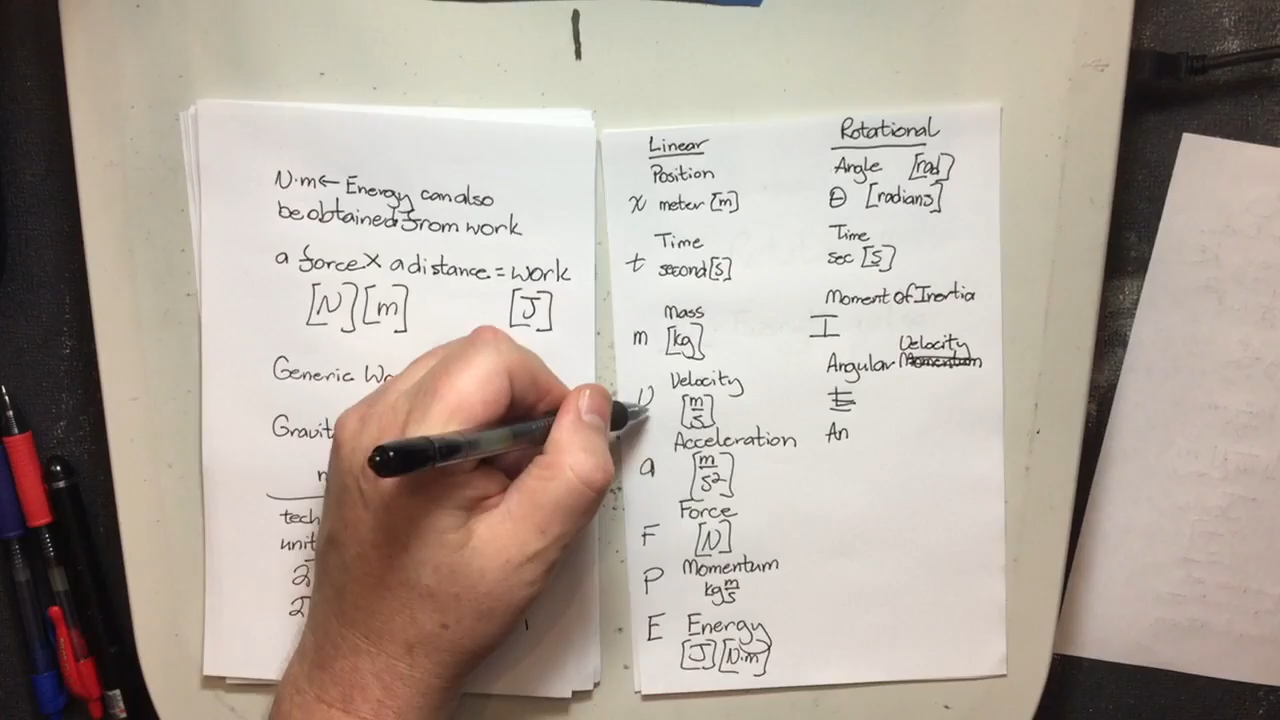 N·m← Energy can also
be obtained from work
a force × a distance = work
[N][m] [J]
Generic
tech
unit
Linear
Position
x meter [m]
Time
t second [s]
Mass
m [kg]
Velocity
v [m/s]
Acceleration
a [m/s²]
Force
F [N]
Momentum
P kg m/s
Energy
E [J][N·m]
Rotational
Angle [rad]
θ [radians]
Time
sec [s]
Moment of Inertia
I
Velocity
Angular Momentum
An